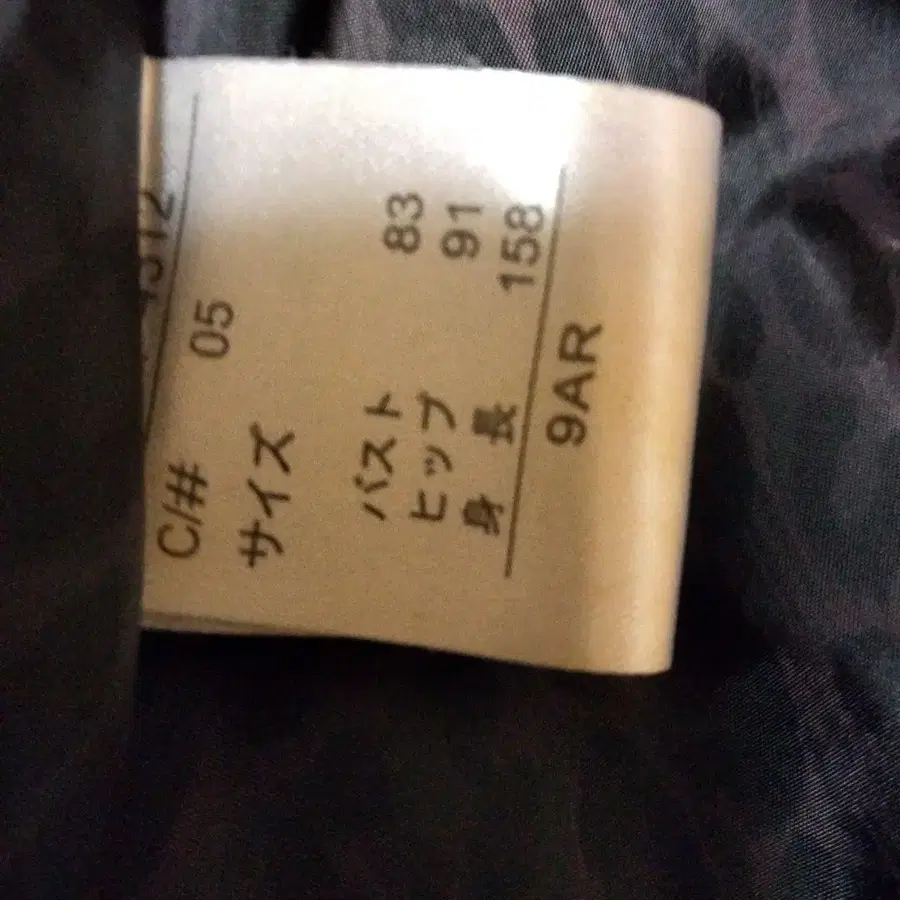 C/# 05
サイズ
バスト 83
ヒップ 91
身長 158
9AR